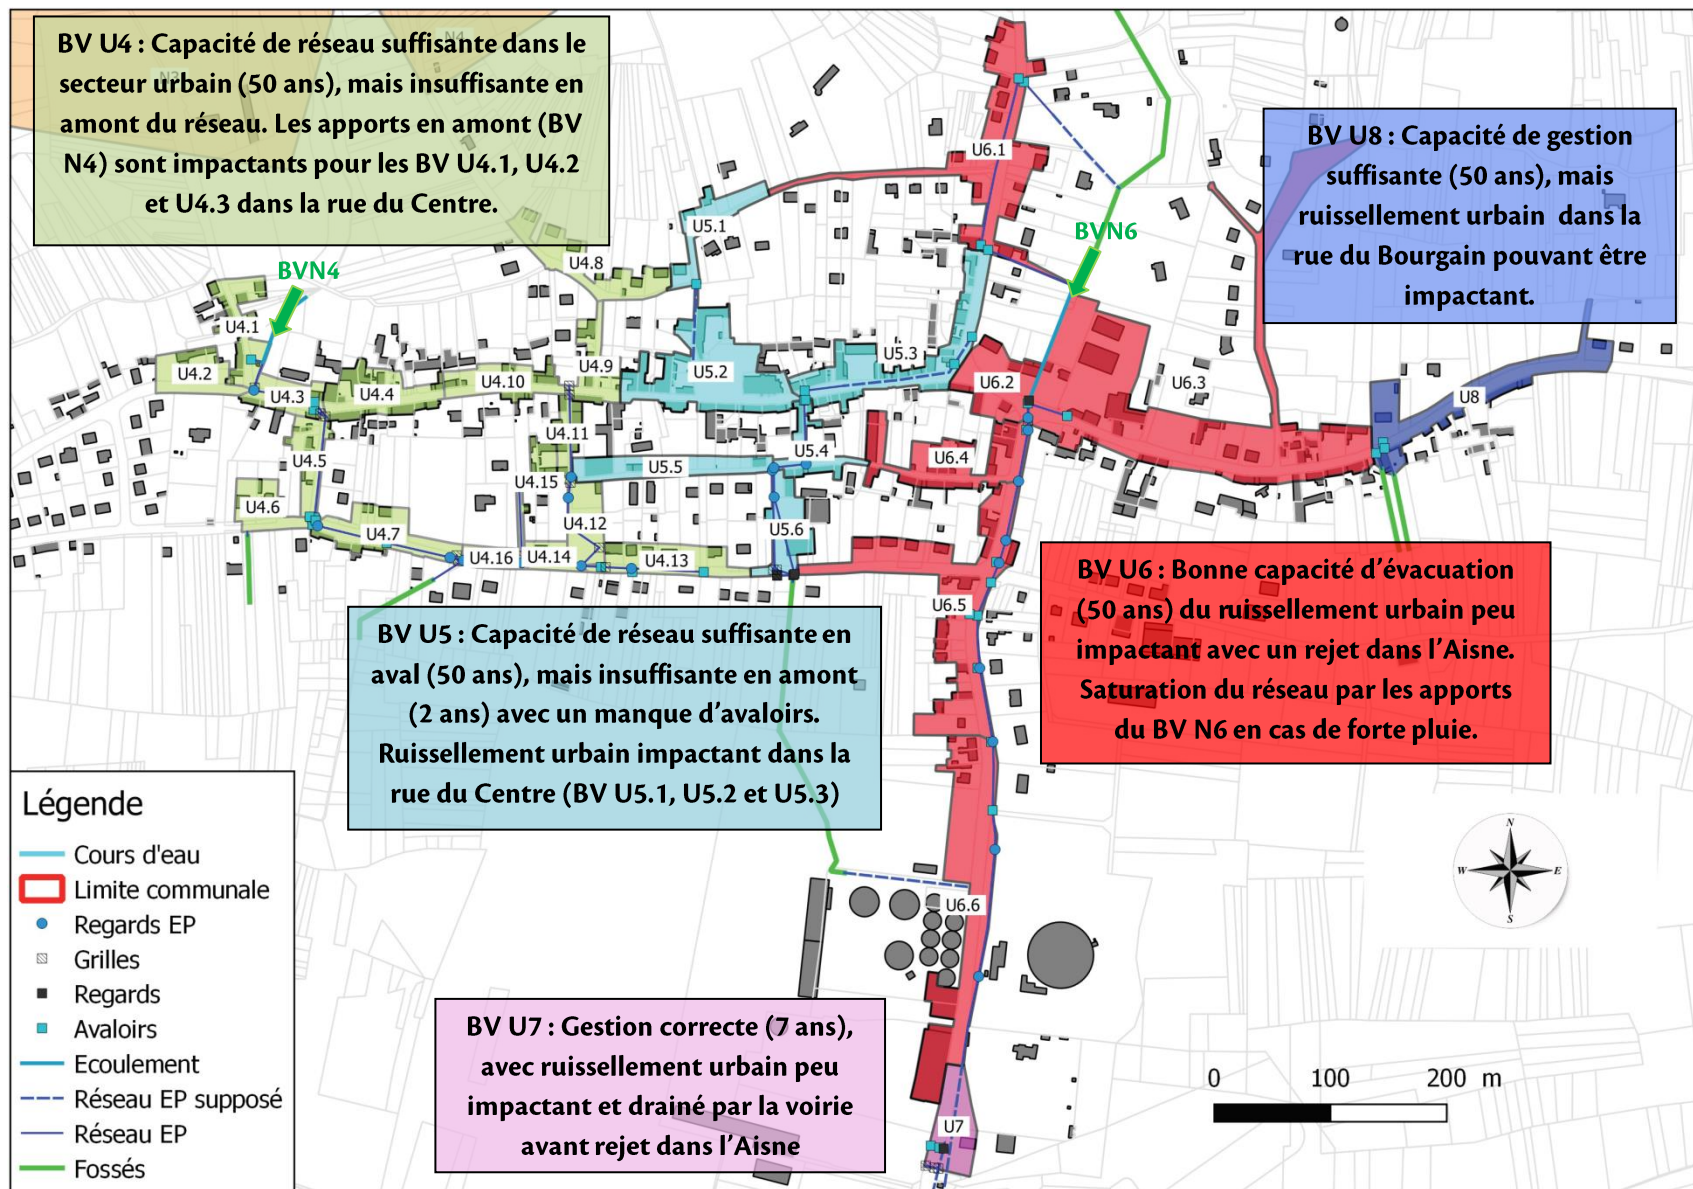 BV U4 : Capacité de réseau suffisante dans le
secteur urbain (50 ans), mais insuffisante en
amont du réseau. Les apports en amont (BV
N4) sont impactants pour les BV U4.1, U4.2
et U4.3 dans la rue du Centre.
N3
N4
BV U8 : Capacité de gestion
suffisante (50 ans), mais
ruissellement urbain dans la
rue du Bourgain pouvant être
impactant.
BVN4
BVN6
U6.1
U5.1
U4.8
U4.1
U4.2
U4.3
U4.4
U4.10
U4.9
U5.2
U5.3
U6.2
U6.3
U8
U4.11
U5.4
U4.5
U5.5
U6.4
U4.15
U4.6
U4.12
U5.6
U4.7
U4.16
U4.14
U4.13
U6.5
BV U6 : Bonne capacité d’évacuation
(50 ans) du ruissellement urbain peu
impactant avec un rejet dans l’Aisne.
Saturation du réseau par les apports
du BV N6 en cas de forte pluie.
BV U5 : Capacité de réseau suffisante en
aval (50 ans), mais insuffisante en amont
(2 ans) avec un manque d’avaloirs.
Ruissellement urbain impactant dans la
rue du Centre (BV U5.1, U5.2 et U5.3)
U6.6
BV U7 : Gestion correcte (7 ans),
avec ruissellement urbain peu
impactant et drainé par la voirie
avant rejet dans l’Aisne
U7
Légende
Cours d'eau
Limite communale
Regards EP
Grilles
Regards
Avaloirs
Ecoulement
Réseau EP supposé
Réseau EP
Fossés
N
W
E
S
0 100 200 m